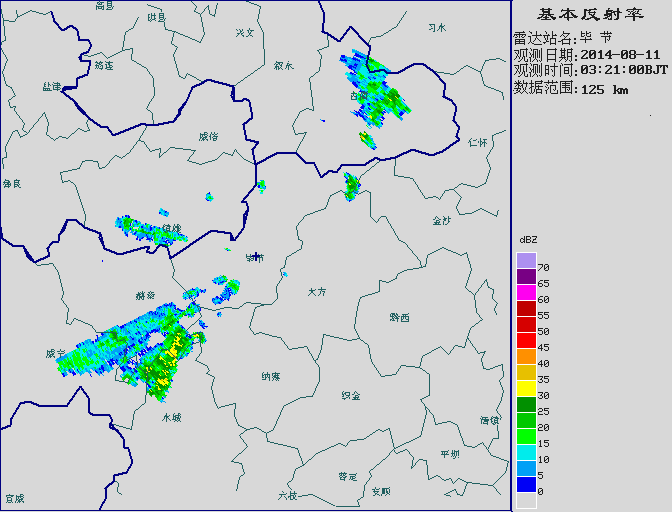 基本反射率
雷达站名:毕 节
观测日期:2014-08-11
观测时间:03:21:00BJT
数据范围:125 km
dBZ
70
65
60
55
50
45
40
35
30
25
20
15
10
5
0
高县
珙县
兴文
习水
筠连
叙水
盐津
古蔺
威信
仁怀
彝良
镇雄
金沙
毕节
赫章
大方
黔西
威宁
纳雍
织金
水城
清镇
平坝
普定
六枝
安顺
宣威